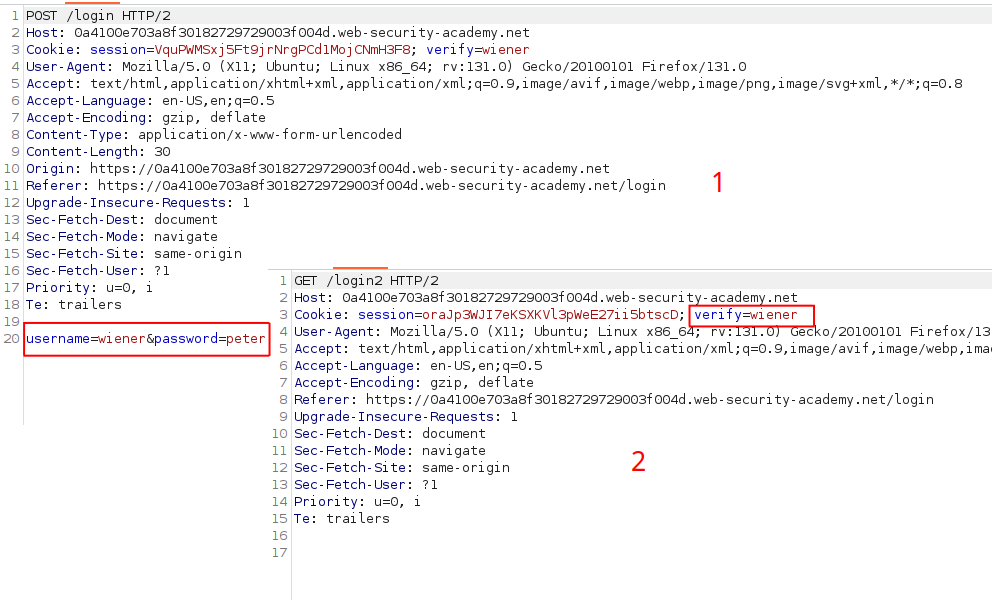 1 POST /login HTTP/2
2 Host: 0a4100e703a8f30182729729003f004d.web-security-academy.net
3 Cookie: session=VquPWMSxj5Ft9jrNrgPCd1MojCNmH3F8; verify=wiener
4 User-Agent: Mozilla/5.0 (X11; Ubuntu; Linux x86_64; rv:131.0) Gecko/20100101 Firefox/131.0
5 Accept: text/html,application/xhtml+xml,application/xml;q=0.9,image/avif,image/webp,image/png,image/svg+xml,*/*;q=0.8
6 Accept-Language: en-US,en;q=0.5
7 Accept-Encoding: gzip, deflate
8 Content-Type: application/x-www-form-urlencoded
9 Content-Length: 30
10 Origin: https://0a4100e703a8f30182729729003f004d.web-security-academy.net
11 Referer: https://0a4100e703a8f30182729729003f004d.web-security-academy.net/login
12 Upgrade-Insecure-Requests: 1
13 Sec-Fetch-Dest: document
14 Sec-Fetch-Mode: navigate
15 Sec-Fetch-Site: same-origin
16 Sec-Fetch-User: ?1
17 Priority: u=0, i
18 Te: trailers
19
20 username=wiener&password=peter
1
1 GET /login2 HTTP/2
2 Host: 0a4100e703a8f30182729729003f004d.web-security-academy.net
3 Cookie: session=oraJp3WJI7eKSXKVl3pWeE27ii5btscD; verify=wiener
4 User-Agent: Mozilla/5.0 (X11; Ubuntu; Linux x86_64; rv:131.0) Gecko/20100101 Firefox/13
5 Accept: text/html,application/xhtml+xml,application/xml;q=0.9,image/avif,image/webp,ima
6 Accept-Language: en-US,en;q=0.5
7 Accept-Encoding: gzip, deflate
8 Referer: https://0a4100e703a8f30182729729003f004d.web-security-academy.net/login
9 Upgrade-Insecure-Requests: 1
10 Sec-Fetch-Dest: document
11 Sec-Fetch-Mode: navigate
12 Sec-Fetch-Site: same-origin
13 Sec-Fetch-User: ?1
14 Priority: u=0, i
15 Te: trailers
16
17
2